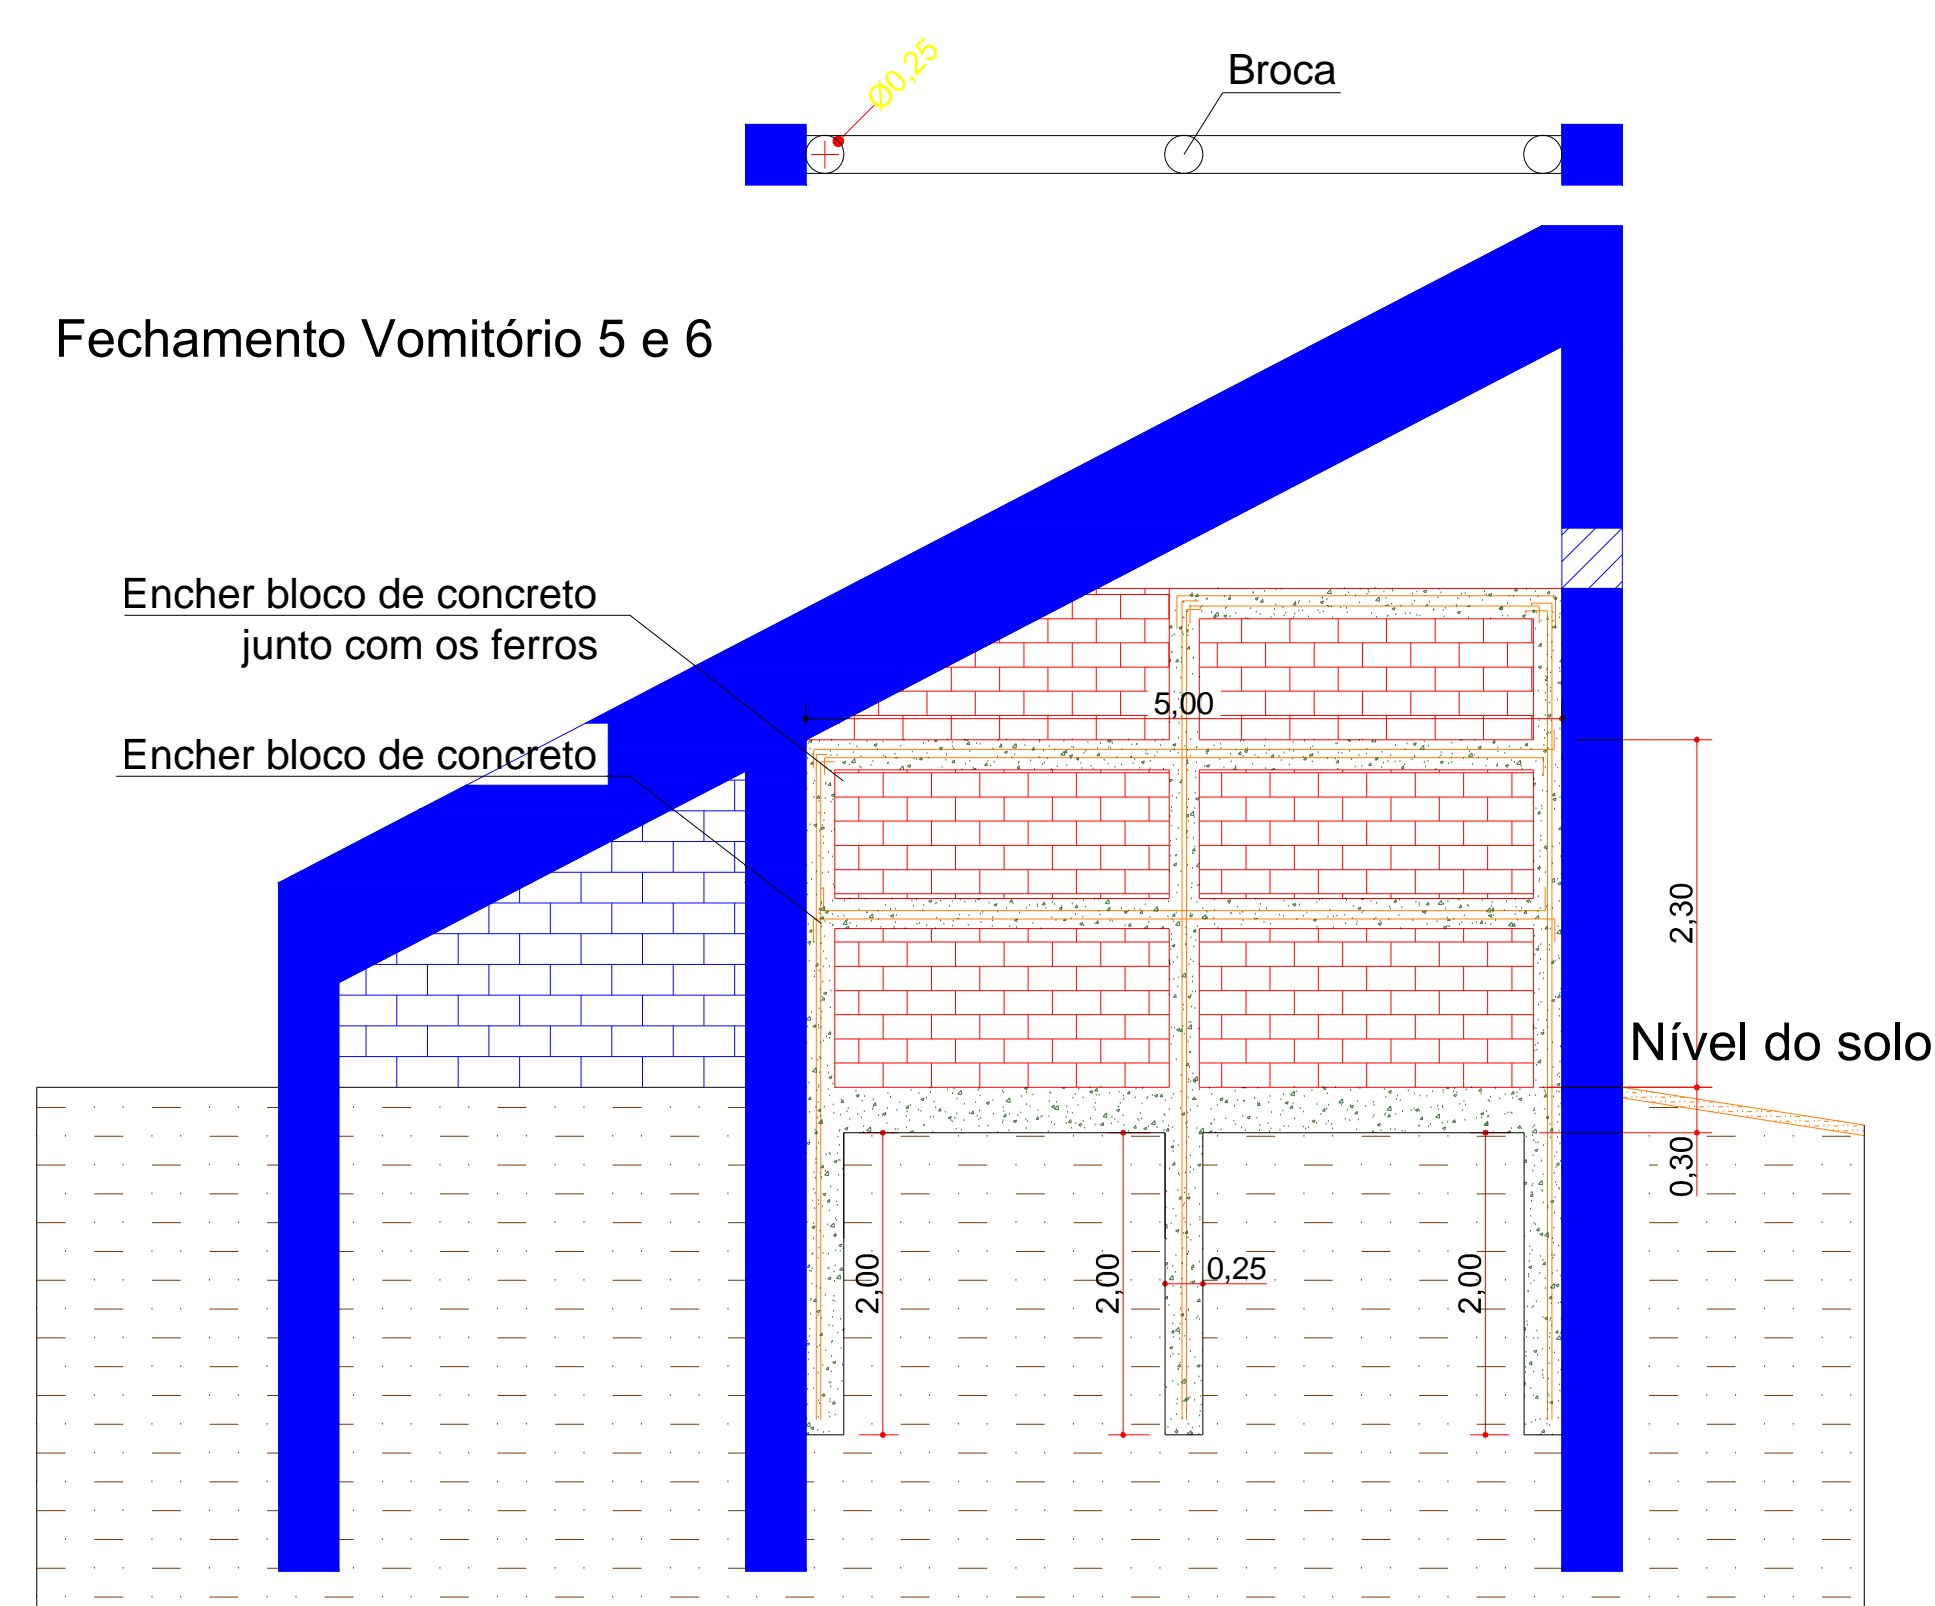 Ø0,25
Broca
Fechamento Vomitório 5 e 6
Encher bloco de concreto
junto com os ferros
5,00
Encher bloco de concreto
2,30
Nível do solo
0,30
2,00
2,00
0,25
2,00